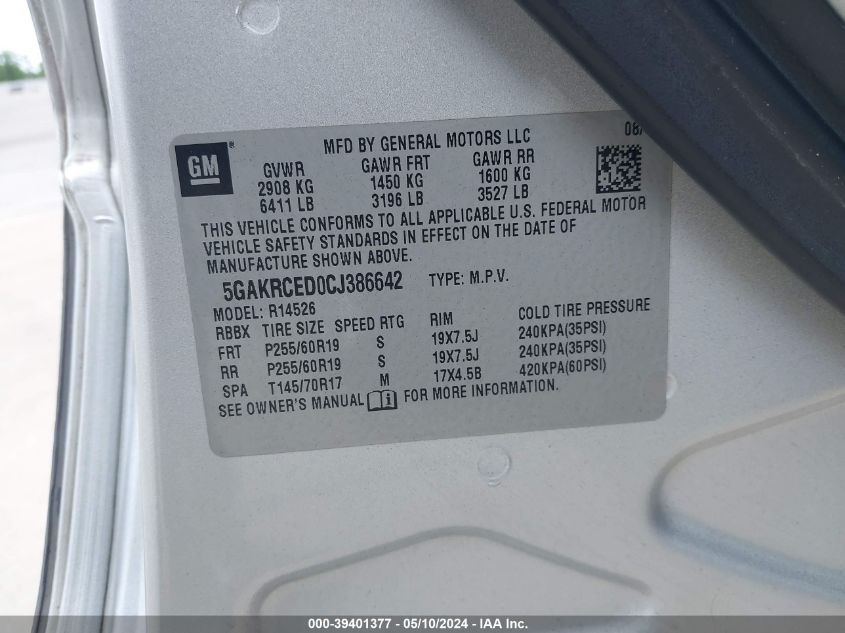 MFD BY GENERAL MOTORS LLC 08/
GM ®
GVWR GAWR FRT GAWR RR
2908 KG 1450 KG 1600 KG
6411 LB 3196 LB 3527 LB
THIS VEHICLE CONFORMS TO ALL APPLICABLE U.S. FEDERAL MOTOR
VEHICLE SAFETY STANDARDS IN EFFECT ON THE DATE OF
MANUFACTURE SHOWN ABOVE.
5GAKRCED0CJ386642 TYPE: M.P.V.
MODEL: R14526
RBBX TIRE SIZE SPEED RTG RIM COLD TIRE PRESSURE
FRT P255/60R19 S 19X7.5J 240KPA(35PSI)
RR P255/60R19 S 19X7.5J 240KPA(35PSI)
SPA T145/70R17 M 17X4.5B 420KPA(60PSI)
SEE OWNER'S MANUAL FOR MORE INFORMATION.
000-39401377 - 05/10/2024 - IAA Inc.